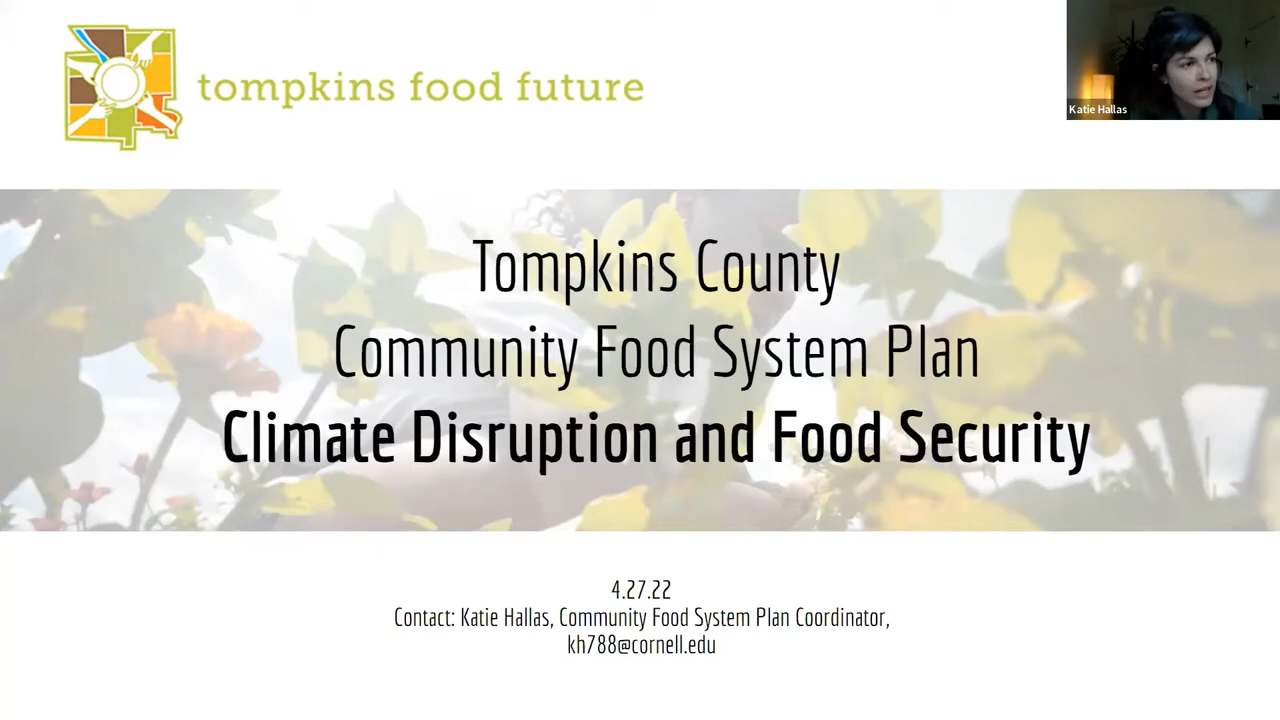 tompkins food future
Katie Hallas
Tompkins County
Community Food System Plan
Climate Disruption and Food Security
4.27.22
Contact: Katie Hallas, Community Food System Plan Coordinator,
kh788@cornell.edu